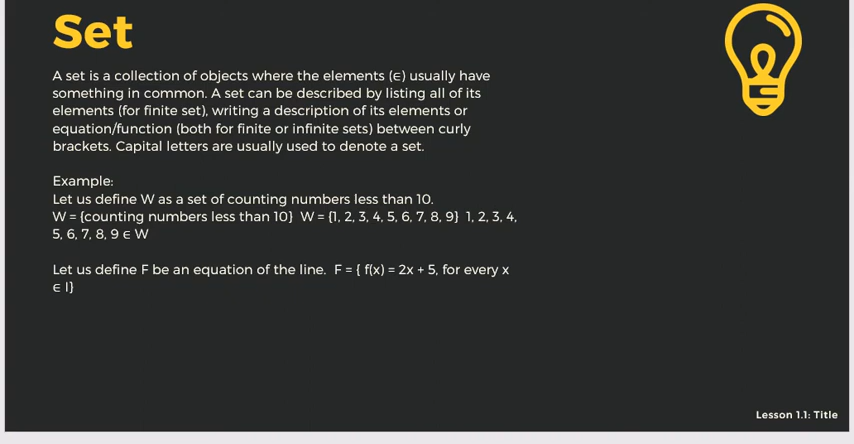 Set
A set is a collection of objects where the elements (∈) usually have
something in common. A set can be described by listing all of its
elements (for finite set), writing a description of its elements or
equation/function (both for finite or infinite sets) between curly
brackets. Capital letters are usually used to denote a set.
Example:
Let us define W as a set of counting numbers less than 10.
W = {counting numbers less than 10}  W = {1, 2, 3, 4, 5, 6, 7, 8, 9}  1, 2, 3, 4,
5, 6, 7, 8, 9 ∈ W
Let us define F be an equation of the line.  F = { f(x) = 2x + 5, for every x
∈ I}
Lesson 1.1: Title